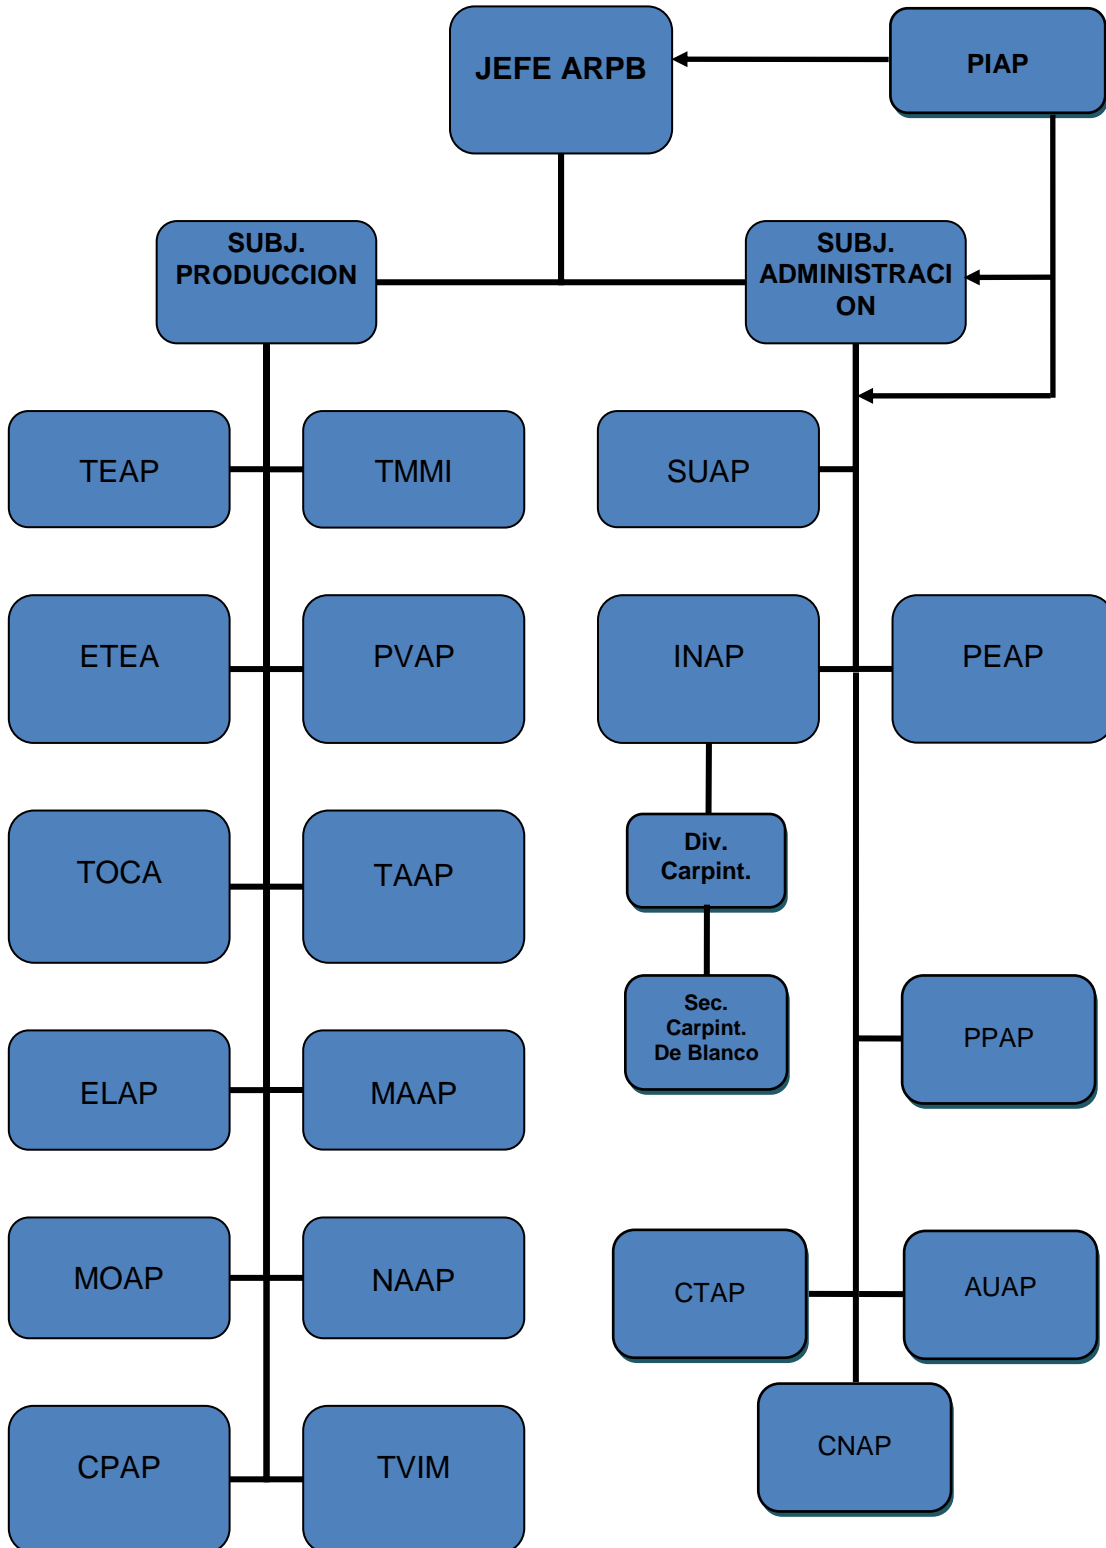 JEFE ARPB
PIAP
SUBJ.
PRODUCCION
SUBJ.
ADMINISTRACI
ON
TEAP
TMMI
SUAP
ETEA
PVAP
INAP
PEAP
Div.
Carpint.
TOCA
TAAP
Sec.
Carpint.
De Blanco
PPAP
ELAP
MAAP
MOAP
NAAP
CTAP
AUAP
CPAP
TVIM
CNAP